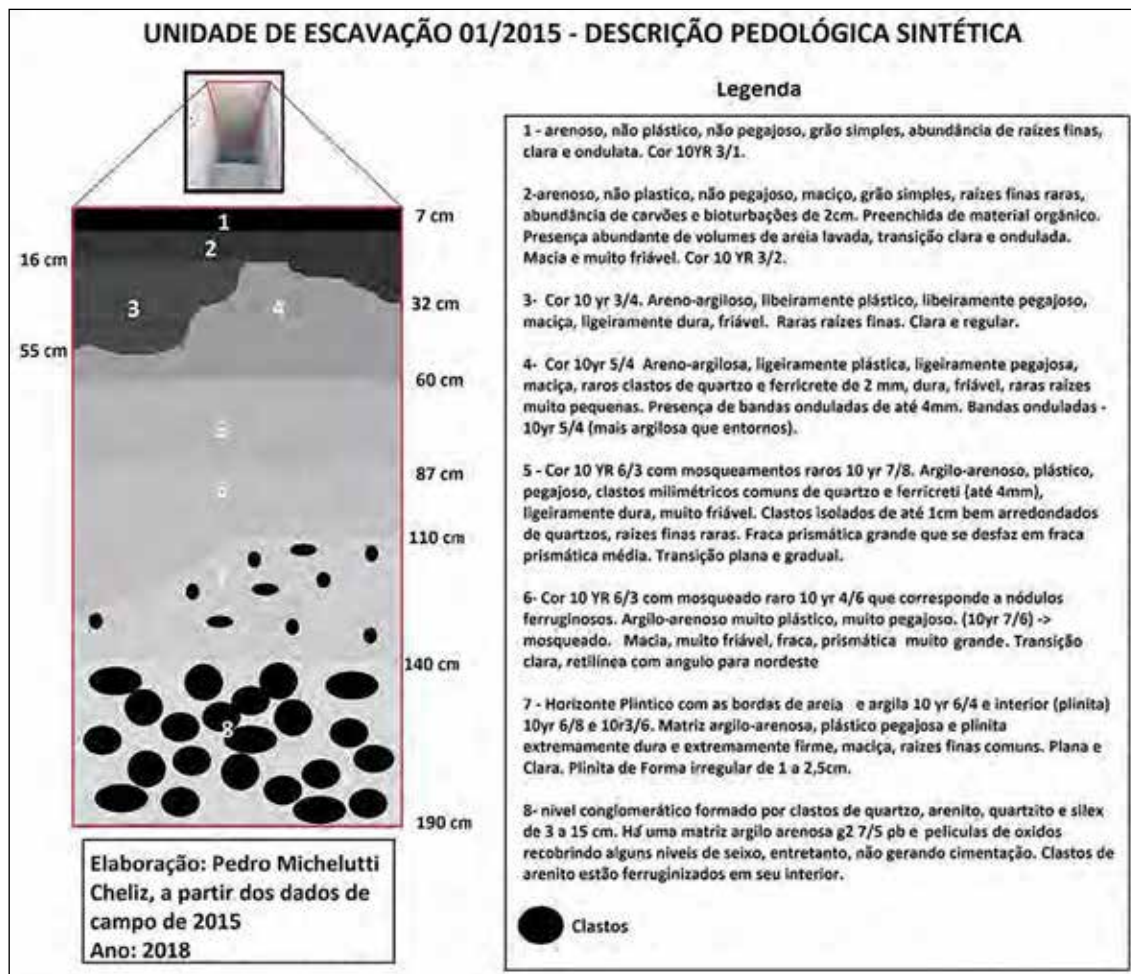 UNIDADE DE ESCAVAÇÃO 01/2015 - DESCRIÇÃO PEDOLÓGICA SINTÉTICA
1
2
3
4
5
6
7
8
7 cm
16 cm
32 cm
55 cm
60 cm
87 cm
110 cm
140 cm
190 cm
Elaboração: Pedro Michelutti
Cheliz, a partir dos dados de
campo de 2015
Ano: 2018
Legenda
1 - arenoso, não plástico, não pegajoso, grão simples, abundância de raízes finas,
clara e ondulata. Cor 10YR 3/1.
2-arenoso, não plastico, não pegajoso, maciço, grão simples, raízes finas raras,
abundância de carvões e bioturbações de 2cm. Preenchida de material orgânico.
Presença abundante de volumes de areia lavada, transição clara e ondulada.
Macia e muito friável. Cor 10 YR 3/2.
3- Cor 10 yr 3/4. Areno-argiloso, libeiramente plástico, libeiramente pegajoso,
maciça, ligeiramente dura, friável. Raras raízes finas. Clara e regular.
4- Cor 10yr 5/4 Areno-argilosa, ligeiramente plástica, ligeiramente pegajosa,
maciça, raros clastos de quartzo e ferricrete de 2 mm, dura, friável, raras raízes
muito pequenas. Presença de bandas onduladas de até 4mm. Bandas onduladas -
10yr 5/4 (mais argilosa que entornos).
5 - Cor 10 YR 6/3 com mosqueamentos raros 10 yr 7/8. Argilo-arenoso, plástico,
pegajoso, clastos milimétricos comuns de quartzo e ferricreti (até 4mm),
ligeiramente dura, muito friável. Clastos isolados de até 1cm bem arredondados
de quartzos, raízes finas raras. Fraca prismática grande que se desfaz em fraca
prismática média. Transição plana e gradual.
6- Cor 10 YR 6/3 com mosqueado raro 10 yr 4/6 que corresponde a nódulos
ferruginosos. Argilo-arenoso muito plástico, muito pegajoso. (10yr 7/6) ->
mosqueado. Macia, muito friável, fraca, prismática muito grande. Transição
clara, retilínea com angulo para nordeste
7 - Horizonte Plintico com as bordas de areia e argila 10 yr 6/4 e interior (plinita)
10yr 6/8 e 10r3/6. Matriz argilo-arenosa, plástico pegajosa e plinita
extremamente dura e extremamente firme, maciça, raízes finas comuns. Plana e
Clara. Plinita de Forma irregular de 1 a 2,5cm.
8- nivel conglomerático formado por clastos de quartzo, arenito, quartzito e silex
de 3 a 15 cm. Há uma matriz argilo arenosa g2 7/5 pb e peliculas de oxidos
recobrindo alguns niveis de seixo, entretanto, não gerando cimentação. Clastos de
arenito estão ferruginizados em seu interior.
Clastos